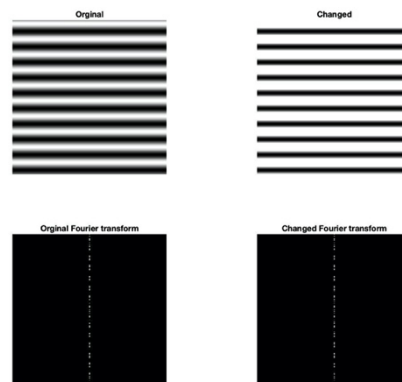 Orginal
Changed
Orginal Fourier transform
Changed Fourier transform